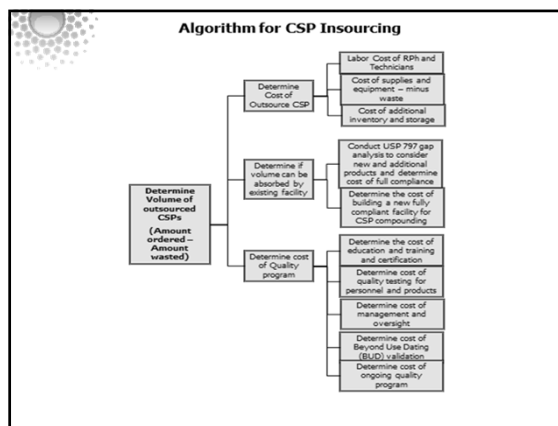 Algorithm for CSP Insourcing
Labor Cost of RPh and
Technicians
Determine
Cost of
Outsource CSP
Cost of supplies and
equipment – minus
waste
Cost of additional
inventory and storage
Determine if
volume can be
absorbed by
existing facility
Conduct USP 797 gap
analysis to consider
new and additional
products and determine
cost of full compliance
Determine the cost of
building a new fully
compliant facility for
CSP compounding
Determine
Volume of
outsourced
CSPs
(Amount
ordered –
Amount
wasted)
Determine cost
of Quality
program
Determine the cost of
education and training
and certification
Determine cost of
quality testing for
personnel and products
Determine cost of
management and
oversight
Determine cost of
Beyond Use Dating
(BUD) validation
Determine cost of
ongoing quality
program